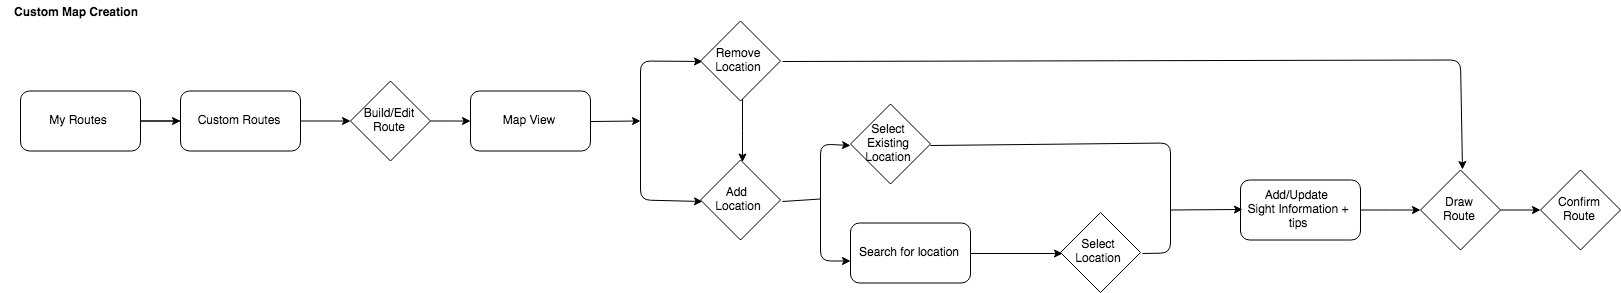 Custom Map Creation
My Routes
Custom Routes
Build/Edit
Route
Map View
Remove
Location
Add
Location
Select
Existing
Location
Search for location
Select
Location
Add/Update
Sight Information +
tips
Draw
Route
Confirm
Route